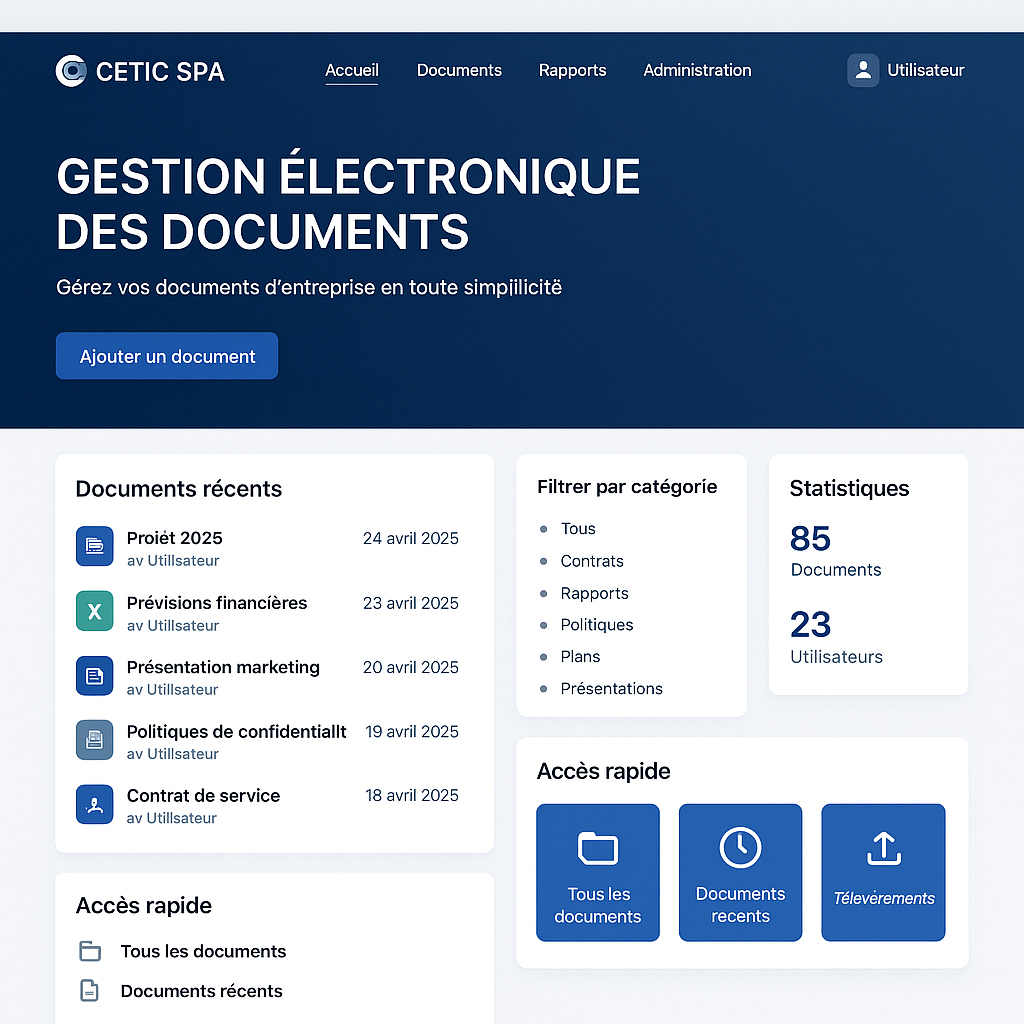 CETIC SPA
Accueil
Documents
Rapports
Administration
Utilisateur
GESTION ÉLECTRONIQUE
DES DOCUMENTS
Gérez vos documents d'entreprise en toute simpjilicitë
Ajouter un document
Documents récents
Proiét 2025
24 avril 2025
av Utillsateur
X
Prévisions financíères
23 avril 2025
av Utillsateur
Présentation marketing
20 avril 2025
av Utillsateur
Politiques de confidentiallt
19 avril 2025
av Utillsateur
Contrat de service
18 avril 2025
av Utillsateur
Filtrer par catégoríe
Tous
Contrats
Rapports
Politiques
Plans
Présentations
Statistiques
85
Documents
23
Utilisateurs
Accès rapide
Tous les
documents
Documents
recents
Télevérements
Accès rapide
Tous les documents
Documents récents